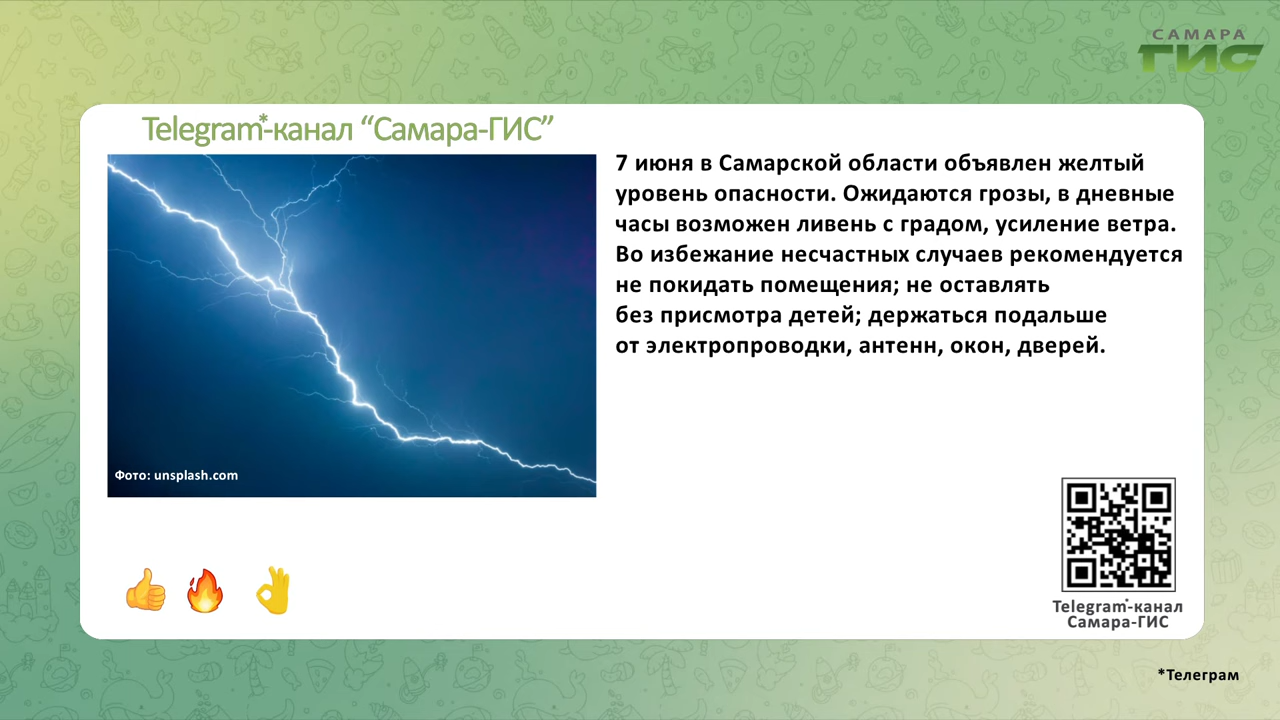 САМАРА
ГИС
Telegram*-канал “Самара-ГИС”
7 июня в Самарской области объявлен желтый
уровень опасности. Ожидаются грозы, в дневные
часы возможен ливень с градом, усиление ветра.
Во избежание несчастных случаев рекомендуется
не покидать помещения; не оставлять
без присмотра детей; держаться подальше
от электропроводки, антенн, окон, дверей.
Фото: unsplash.com
Telegram*-канал
Самара-ГИС
*Телеграм